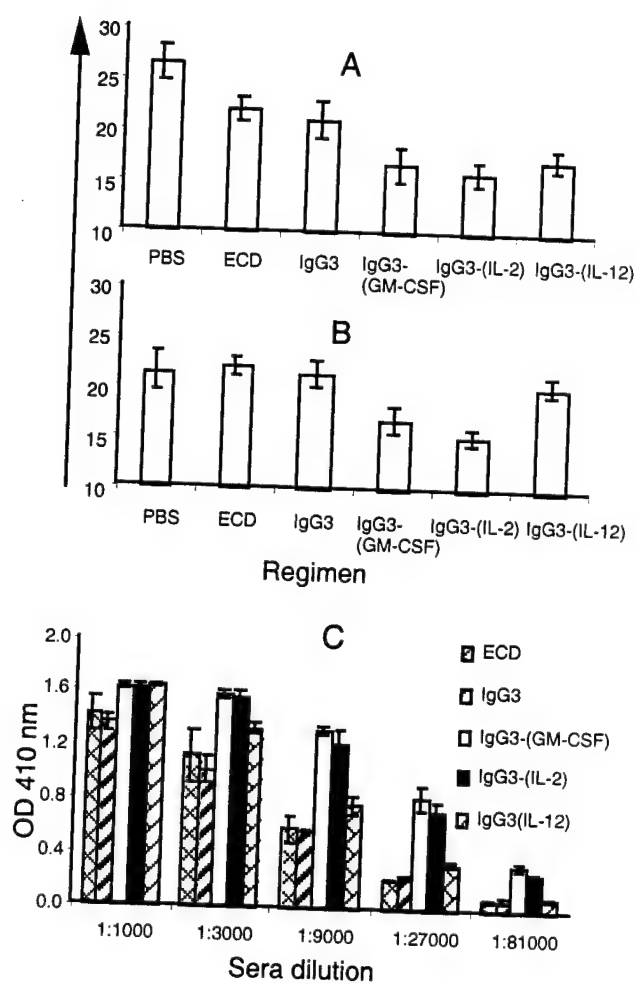 30
A
25
20
15
10
PBS ECD IgG3 IgG3-(GM-CSF) IgG3-(IL-2) IgG3-(IL-12)
30
B
25
20
15
10
PBS ECD IgG3 IgG3-(GM-CSF) IgG3-(IL-2) IgG3-(IL-12)
Regimen
C
2.0
1.6
1.2
0.8
0.4
0.0
OD 410 nm
ECD
IgG3
IgG3-(GM-CSF)
IgG3-(IL-2)
IgG3(IL-12)
1:1000 1:3000 1:9000 1:27000 1:81000
Sera dilution